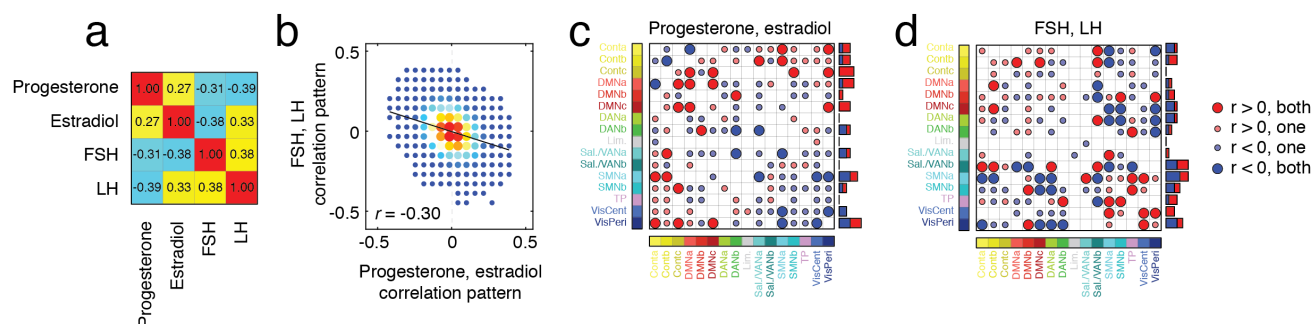 a
Progesterone 1.00 0.27 -0.31 -0.39
Estradiol 0.27 1.00 -0.38 0.33
FSH -0.31 -0.38 1.00 0.38
LH -0.39 0.33 0.38 1.00
Progesterone
Estradiol
FSH
LH
b
FSH, LH
correlation pattern
0.5
0
-0.5
r = -0.30
-0.5 0 0.5
Progesterone, estradiol
correlation pattern
c
Progesterone, estradiol
Conta
Contb
Contc
DMNa
DMNb
DMNc
DANa
DANb
Lim.
Sal./VANa
Sal./VANb
SMNa
SMNb
TP
VisCent
VisPeri
Conta
Contb
Contc
DMNa
DMNb
DMNc
DANa
DANb
Lim.
Sal./VANa
Sal./VANb
SMNa
SMNb
TP
VisCent
VisPeri
d
FSH, LH
Conta
Contb
Contc
DMNa
DMNb
DMNc
DANa
DANb
Lim.
Sal./VANa
Sal./VANb
SMNa
SMNb
TP
VisCent
VisPeri
Conta
Contb
Contc
DMNa
DMNb
DMNc
DANa
DANb
Lim.
Sal./VANa
Sal./VANb
SMNa
SMNb
TP
VisCent
VisPeri
r > 0, both
r > 0, one
r < 0, one
r < 0, both